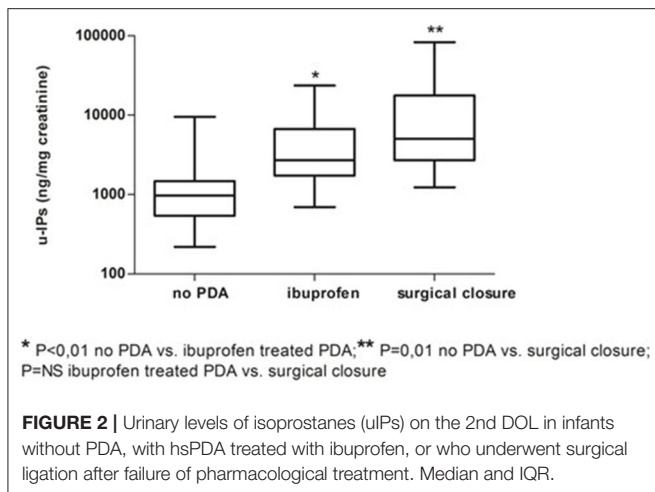 100000
10000
1000
100
u-IPs (ng/mg creatinine)
*
**
no PDA ibuprofen surgical closure
* P<0,01 no PDA vs. ibuprofen treated PDA;** P=0,01 no PDA vs. surgical closure;
P=NS ibuprofen treated PDA vs. surgical closure
FIGURE 2 | Urinary levels of isoprostanes (uIPs) on the 2nd DOL in infants
without PDA, with hsPDA treated with ibuprofen, or who underwent surgical
ligation after failure of pharmacological treatment. Median and IQR.